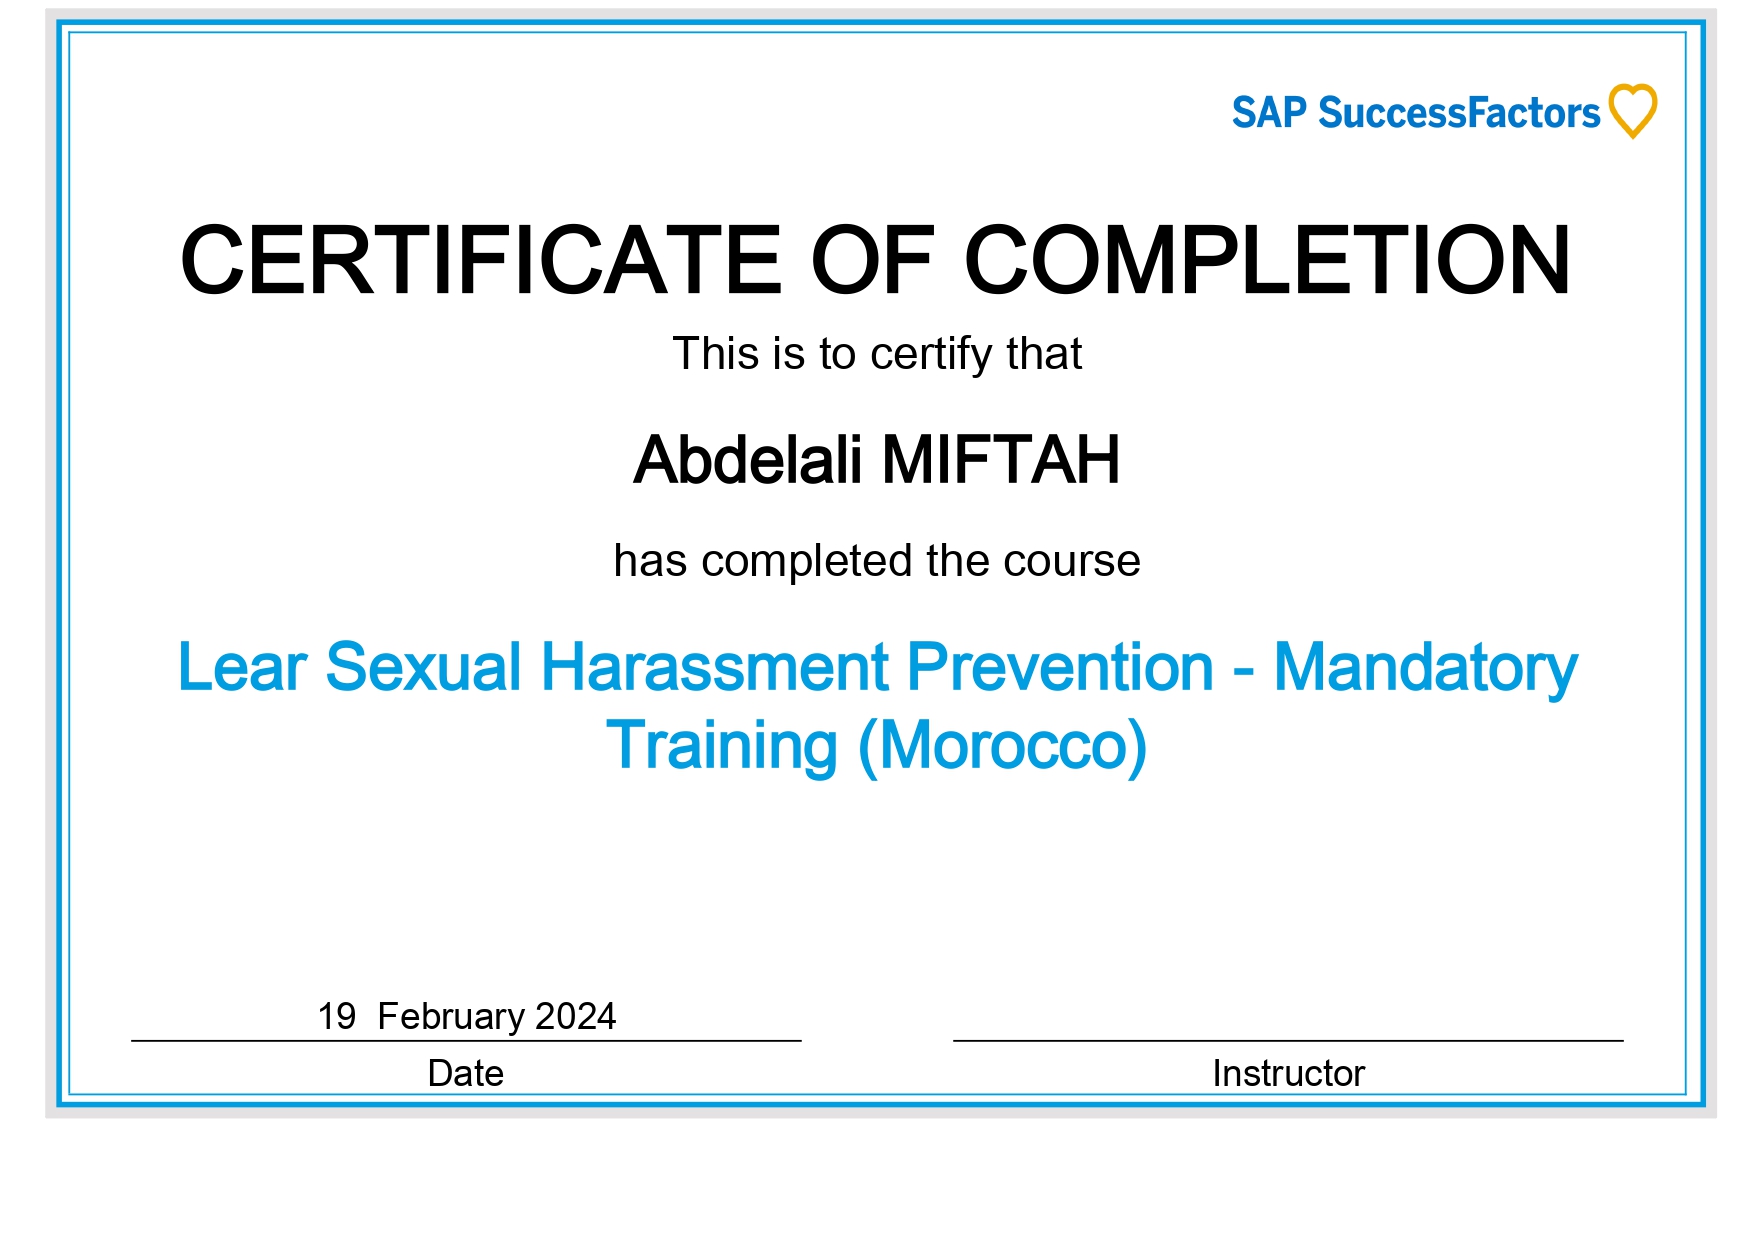 SAP SuccessFactors
CERTIFICATE OF COMPLETION
This is to certify that
Abdelali MIFTAH
has completed the course
Lear Sexual Harassment Prevention - Mandatory
Training (Morocco)
19  February 2024
Date
Instructor